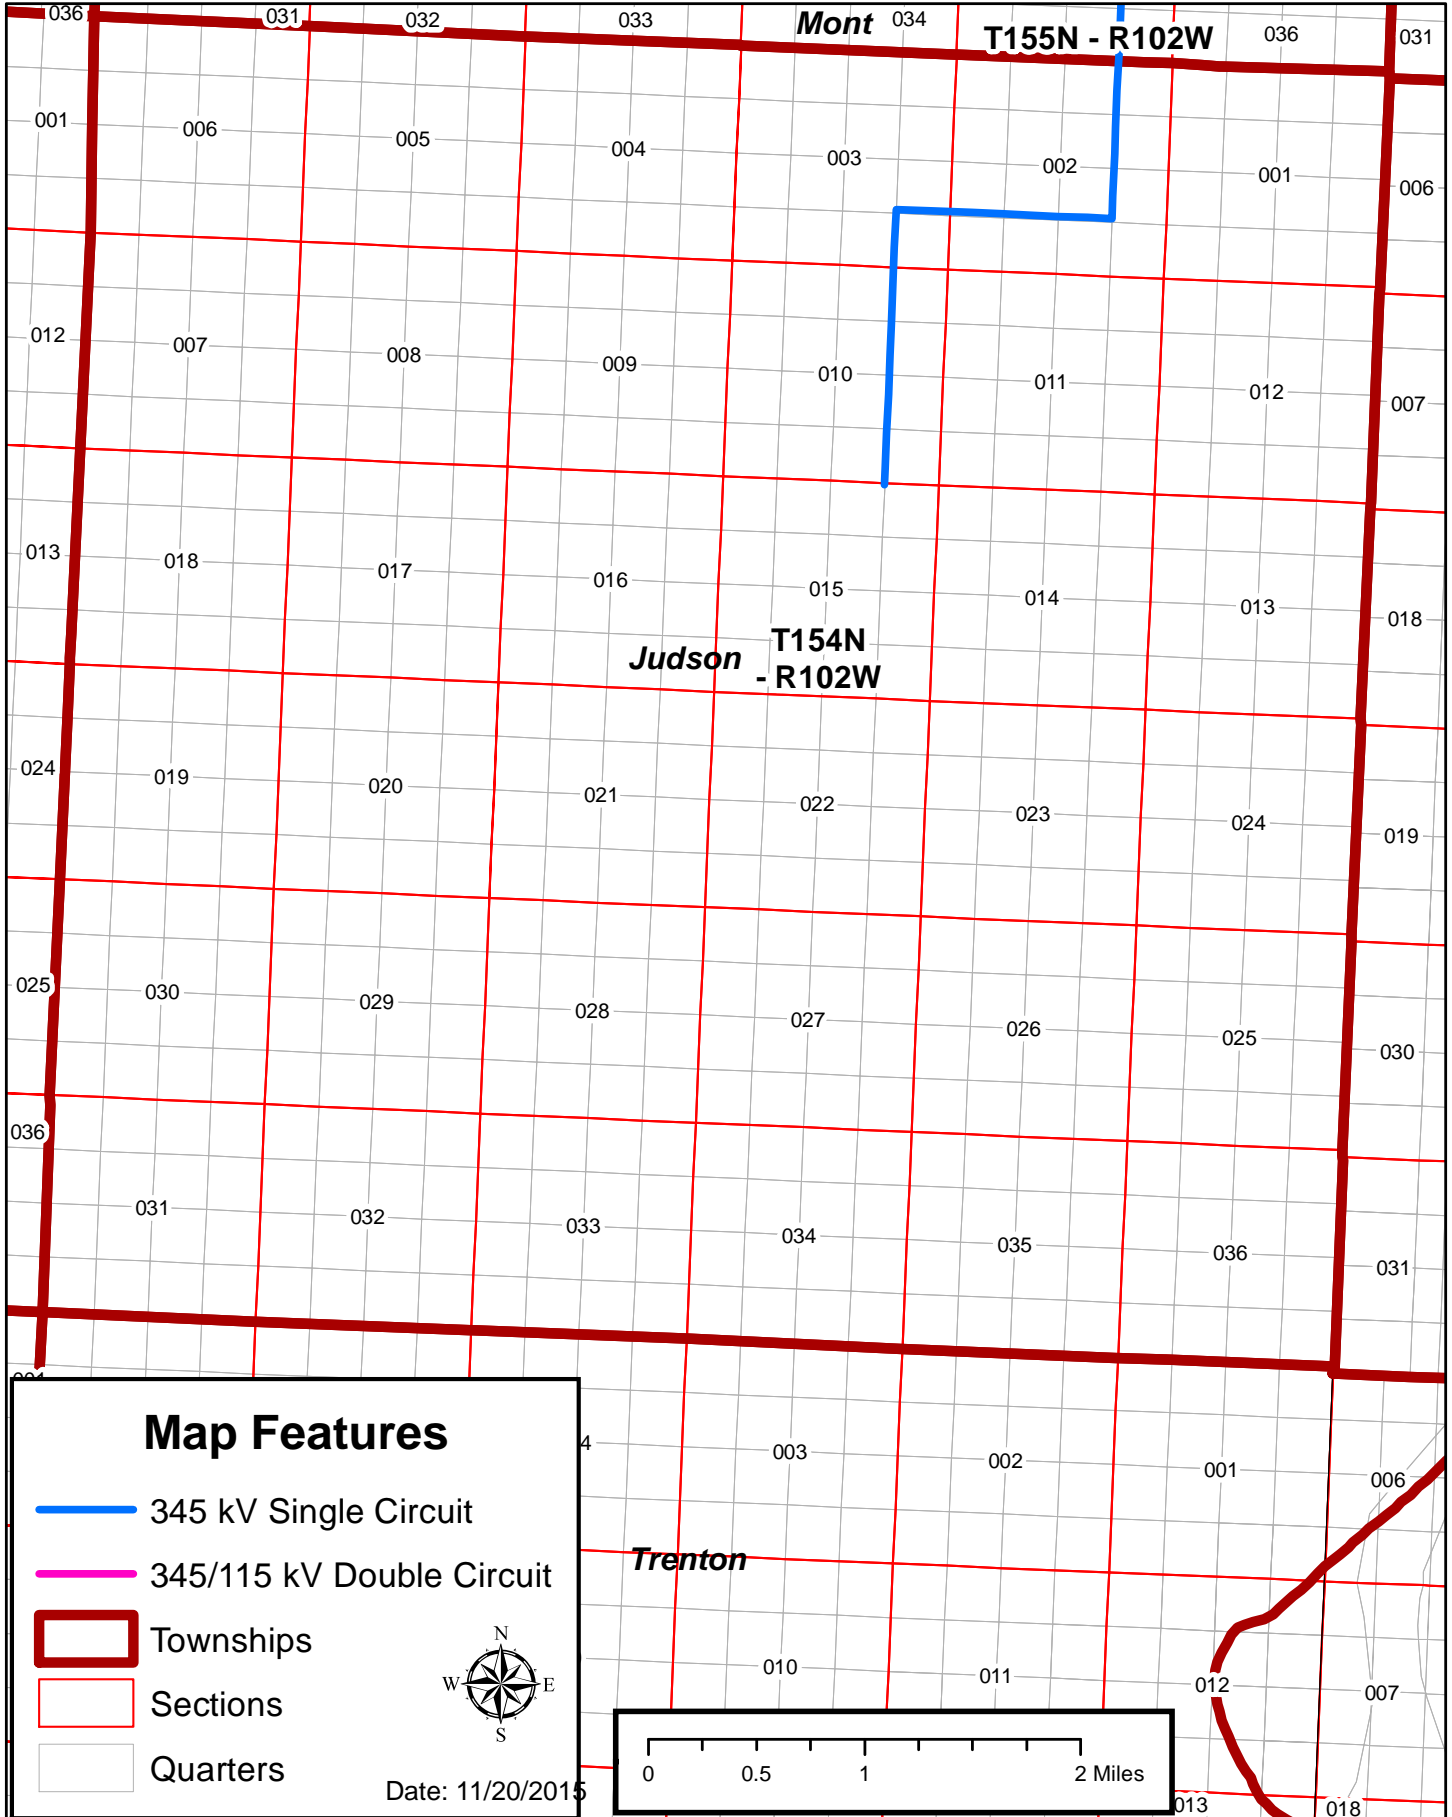 036 031 032 033 Mont 034 T155N - R102W 036 031
001 006 005 004 003 002 001 006
012 007 008 009 010 011 012 007
013 018 017 016 015 014 013 018
Judson T154N
- R102W
024 019 020 021 022 023 024 019
025 030 029 028 027 026 025 030
036 031 032 033 034 035 036 031
4 003 002 001 006
Trenton
010 011 012 007
013 018
Map Features
345 kV Single Circuit
345/115 kV Double Circuit
Townships
Sections
Quarters
N
W E
S
Date: 11/20/2015
0 0.5 1 2 Miles